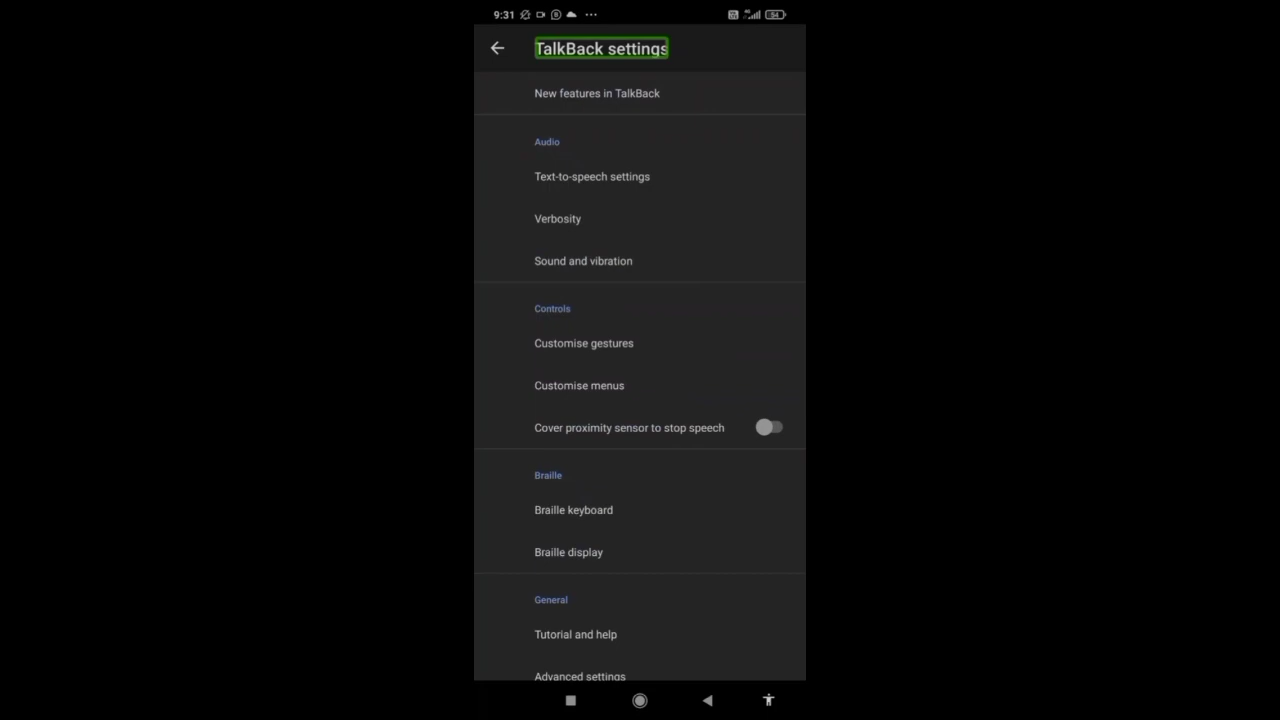 9:31 54
TalkBack settings
New features in TalkBack
Audio
Text-to-speech settings
Verbosity
Sound and vibration
Controls
Customise gestures
Customise menus
Cover proximity sensor to stop speech
Braille
Braille keyboard
Braille display
General
Tutorial and help
Advanced settings